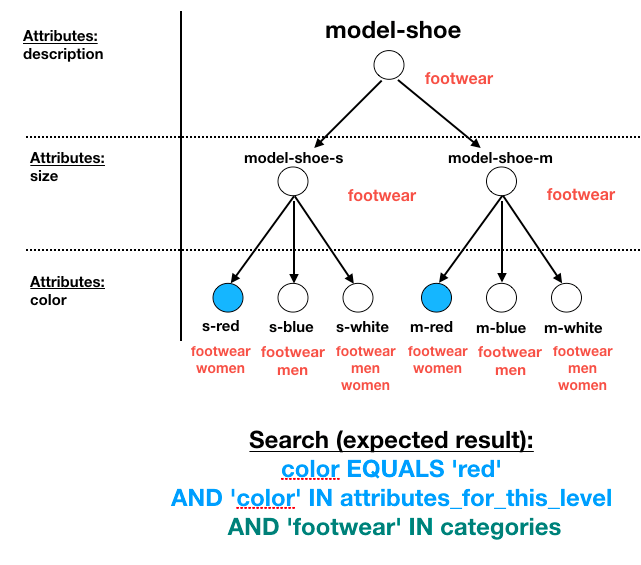 model-shoe
Attributes:
description
footwear
Attributes:
size
model-shoe-s
model-shoe-m
footwear
footwear
Attributes:
color
s-red
s-blue
s-white
m-red
m-blue
m-white
footwear
women
footwear
men
footwear
men
women
footwear
women
footwear
men
footwear
men
women
Search (expected result):
color EQUALS 'red'
AND 'color' IN attributes_for_this_level
AND 'footwear' IN categories